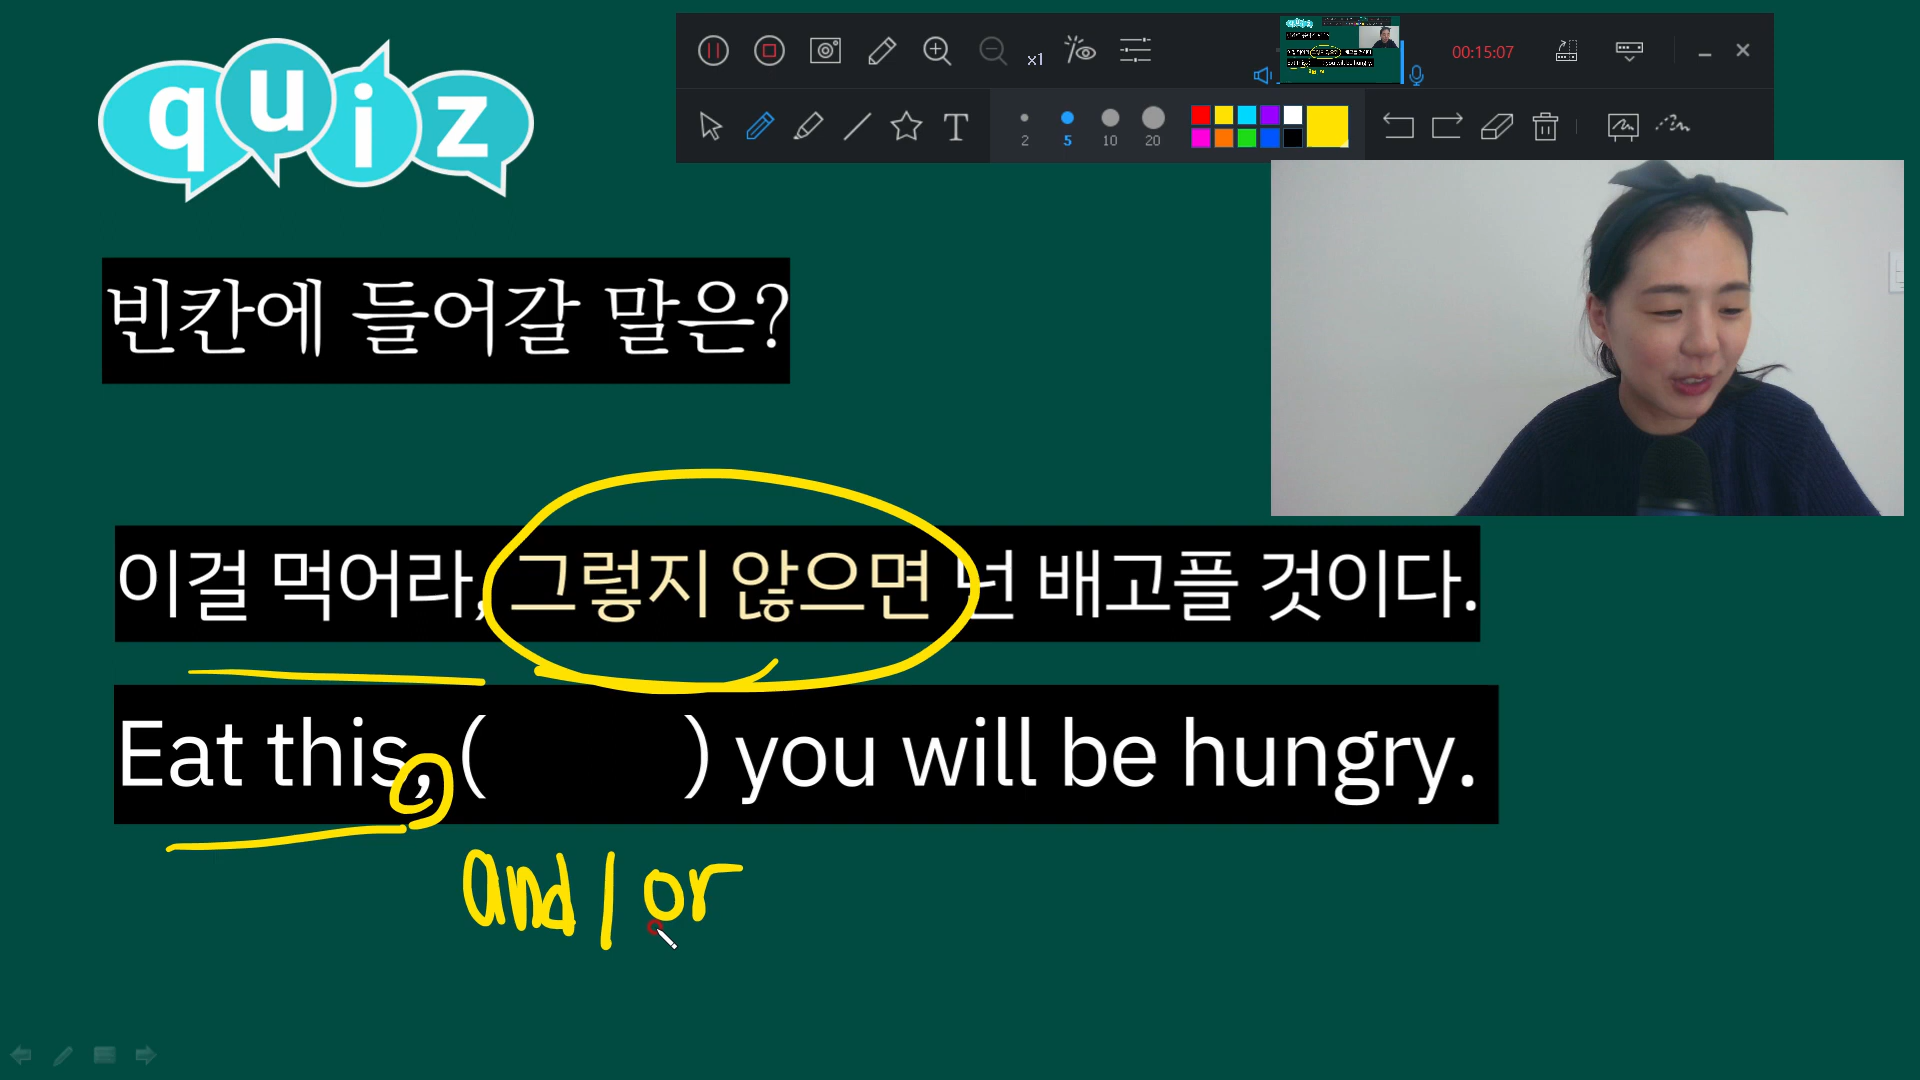 quiz
x1
00:15:07
T
2 5 10 20
빈칸에 들어갈 말은?
이걸 먹어라, 그렇지 않으면 넌 배고플 것이다.
Eat this, ( ) you will be hungry.
and / or